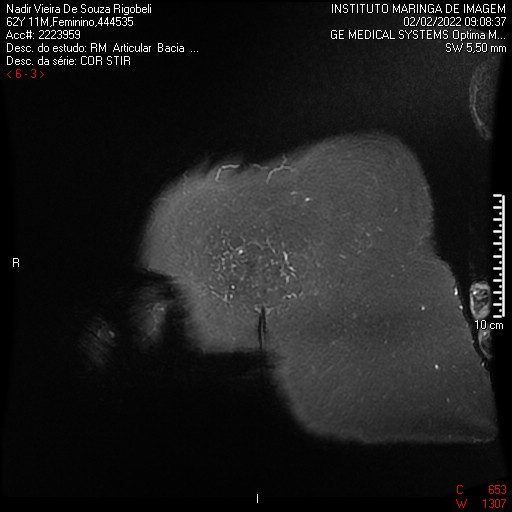 Nadir Vieira De Souza Rigobeli
62Y 11M,Feminino,444535
Acc#: 2223959
Desc. do estudo: RM Articular Bacia ...
Desc. da série: COR STIR
< 6 - 3 >
INSTITUTO MARINGA DE IMAGEM
02/02/2022 09:08:37
GE MEDICAL SYSTEMS Optima M...
SW 5,50 mm
R
10 cm
I
C 653
W 1307